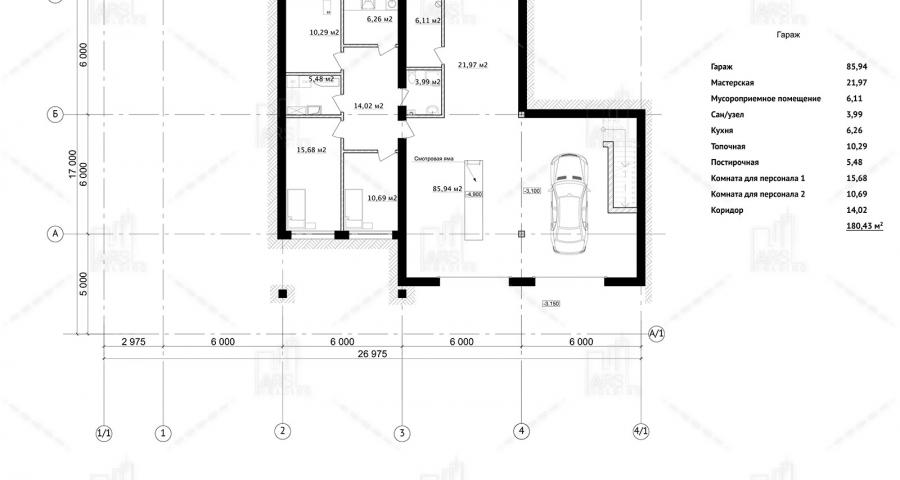 6,26 м2
6,11 м2
10,29 м2
21,97 м2
5,48 м2
3,99 м2
14,02 м2
15,68 м2
Смотровая яма
85,94 м2
-4,900
-3,100
10,69 м2
-3,150
6 000
Б
17 000
6 000
А
5 000
А/1
2 975
6 000
6 000
6 000
6 000
26 975
1/1
1
2
3
4
4/1
Гараж
Гараж 85,94
Мастерская 21,97
Мусороприемное помещение 6,11
Сан/узел 3,99
Кухня 6,26
Топочная 10,29
Постирочная 5,48
Комната для персонала 1 15,68
Комната для персонала 2 10,69
Коридор 14,02
180,43 м²